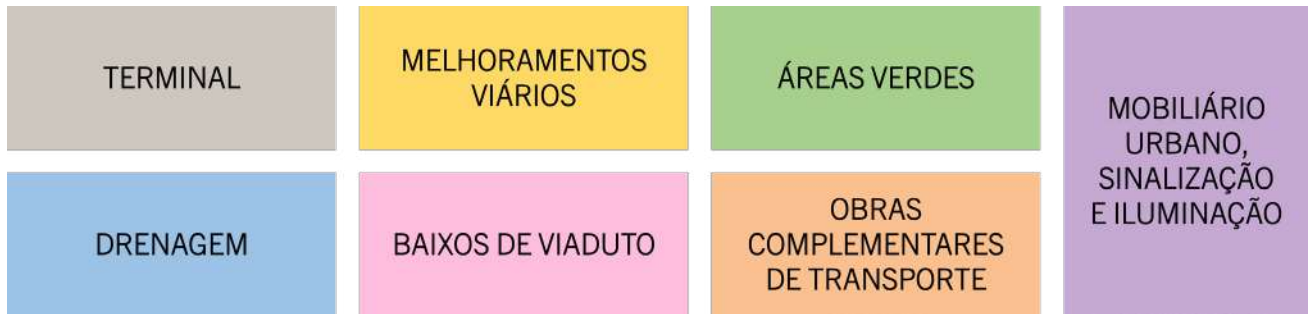 TERMINAL
MELHORAMENTOS
VIÁRIOS
ÁREAS VERDES
MOBILIÁRIO
URBANO,
SINALIZAÇÃO
E ILUMINAÇÃO
DRENAGEM
BAIXOS DE VIADUTO
OBRAS
COMPLEMENTARES
DE TRANSPORTE